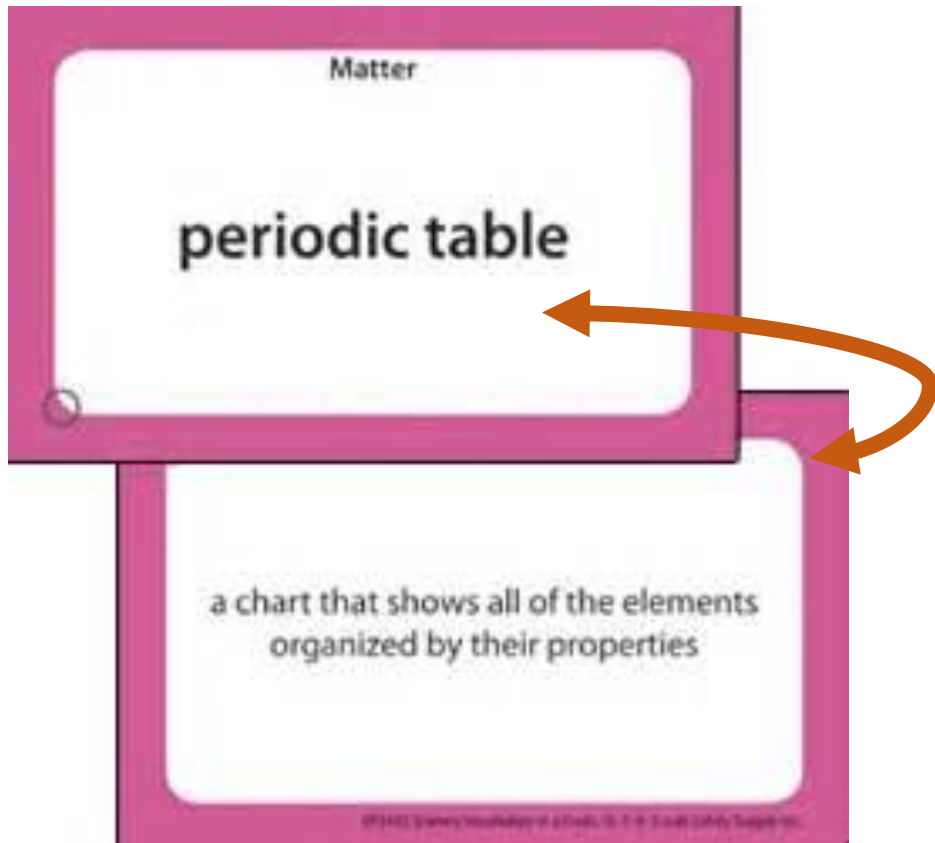 Matter
periodic table
a chart that shows all of the elements
organized by their properties